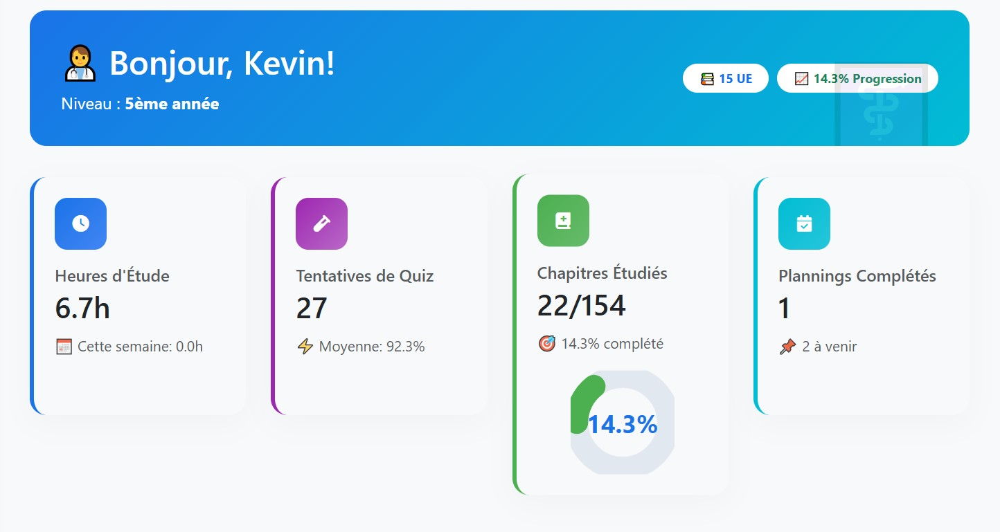 Bonjour, Kevin!
Niveau : 5ème année
15 UE
14.3% Progression
Heures d'Étude
6.7h
Cette semaine: 0.0h
Tentatives de Quiz
27
Moyenne: 92.3%
Chapitres Étudiés
22/154
14.3% complété
14.3%
Plannings Complétés
1
2 à venir